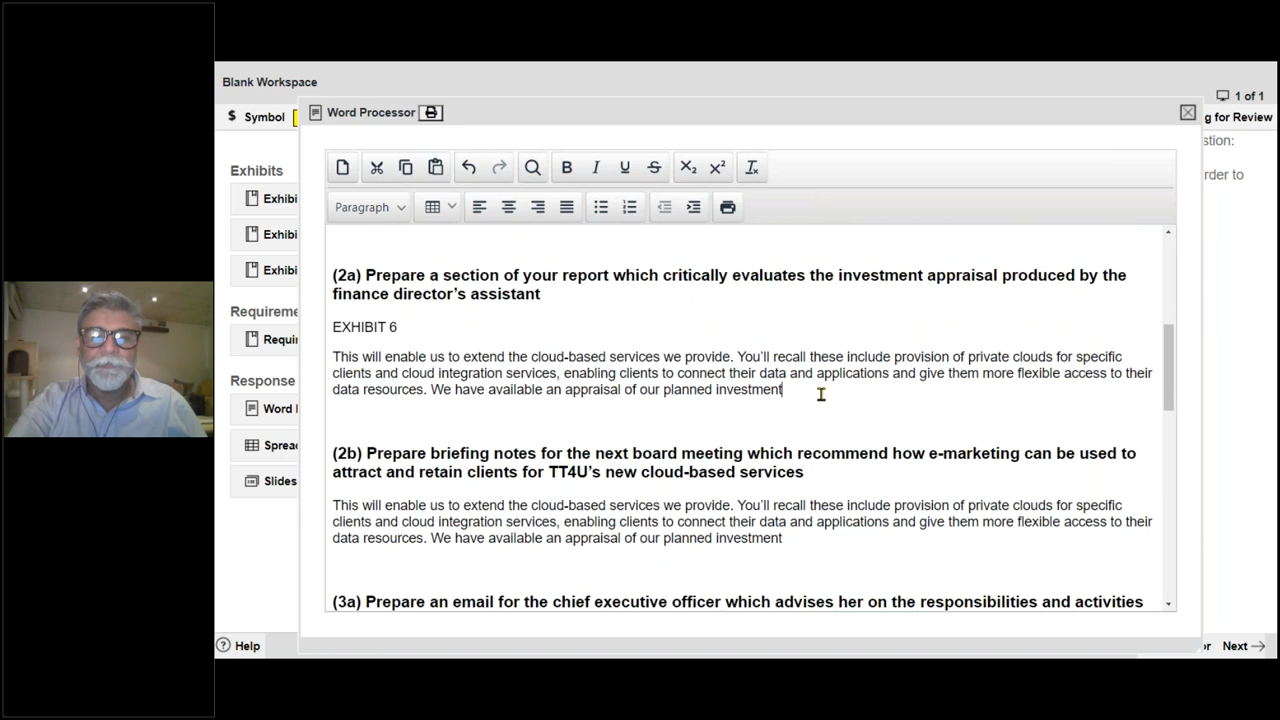 Blank Workspace
1 of 1
$ Symbol
Word Processor
g for Review
stion:
rder to
Exhibits
Exhibi
Exhibi
Exhibi
Requireme
Requi
Response
Word
Sprea
Slides
Paragraph
(2a) Prepare a section of your report which critically evaluates the investment appraisal produced by the
finance director's assistant
EXHIBIT 6
This will enable us to extend the cloud-based services we provide. You'll recall these include provision of private clouds for specific
clients and cloud integration services, enabling clients to connect their data and applications and give them more flexible access to their
data resources. We have available an appraisal of our planned investment
(2b) Prepare briefing notes for the next board meeting which recommend how e-marketing can be used to
attract and retain clients for TT4U's new cloud-based services
This will enable us to extend the cloud-based services we provide. You'll recall these include provision of private clouds for specific
clients and cloud integration services, enabling clients to connect their data and applications and give them more flexible access to their
data resources. We have available an appraisal of our planned investment
(3a) Prepare an email for the chief executive officer which advises her on the responsibilities and activities
Help
or
Next